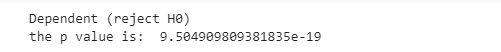 Dependent (reject H0)
the p value is:  9.504909809381835e-19